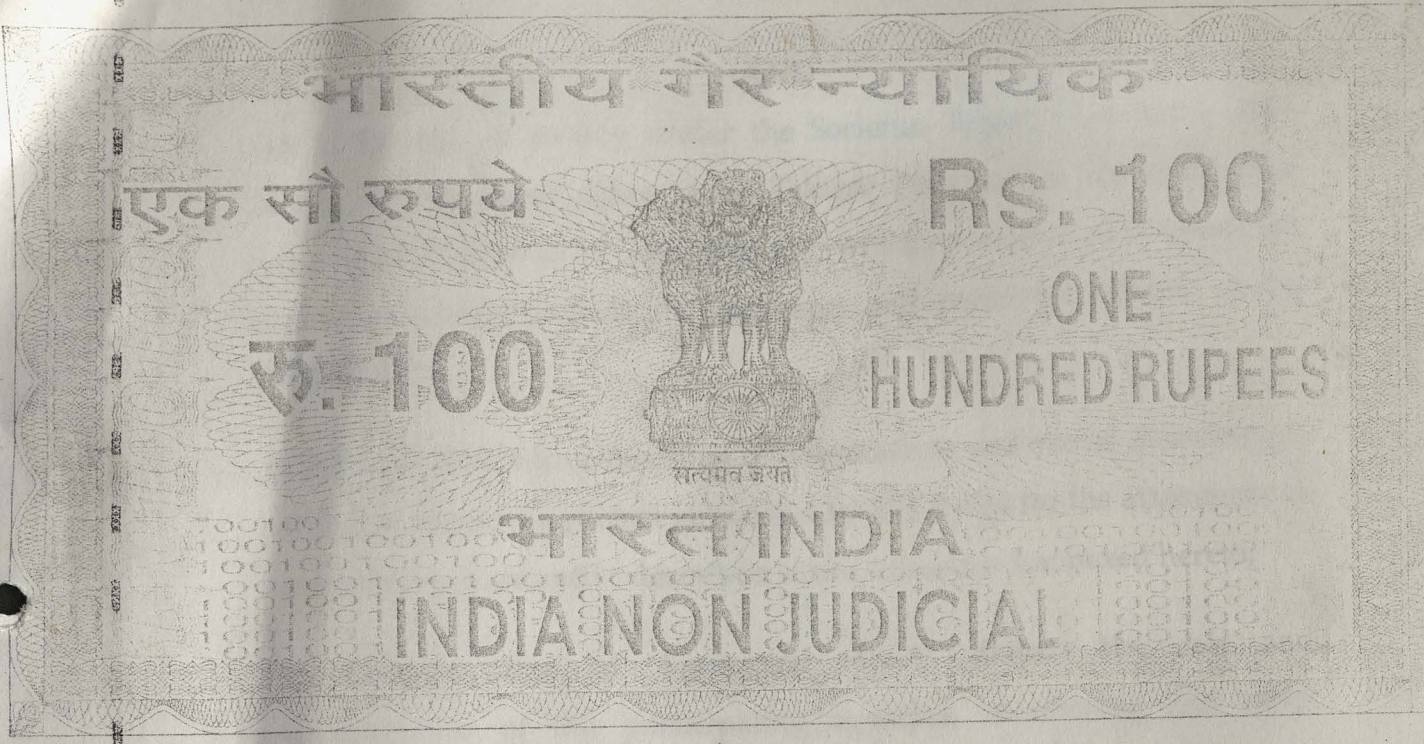 भारतीय गैर न्यायिक
एक सौ रुपये
Rs. 100
रु. 100
ONE
HUNDRED RUPEES
सत्यमेव जयते
भारत INDIA
INDIA NON JUDICIAL